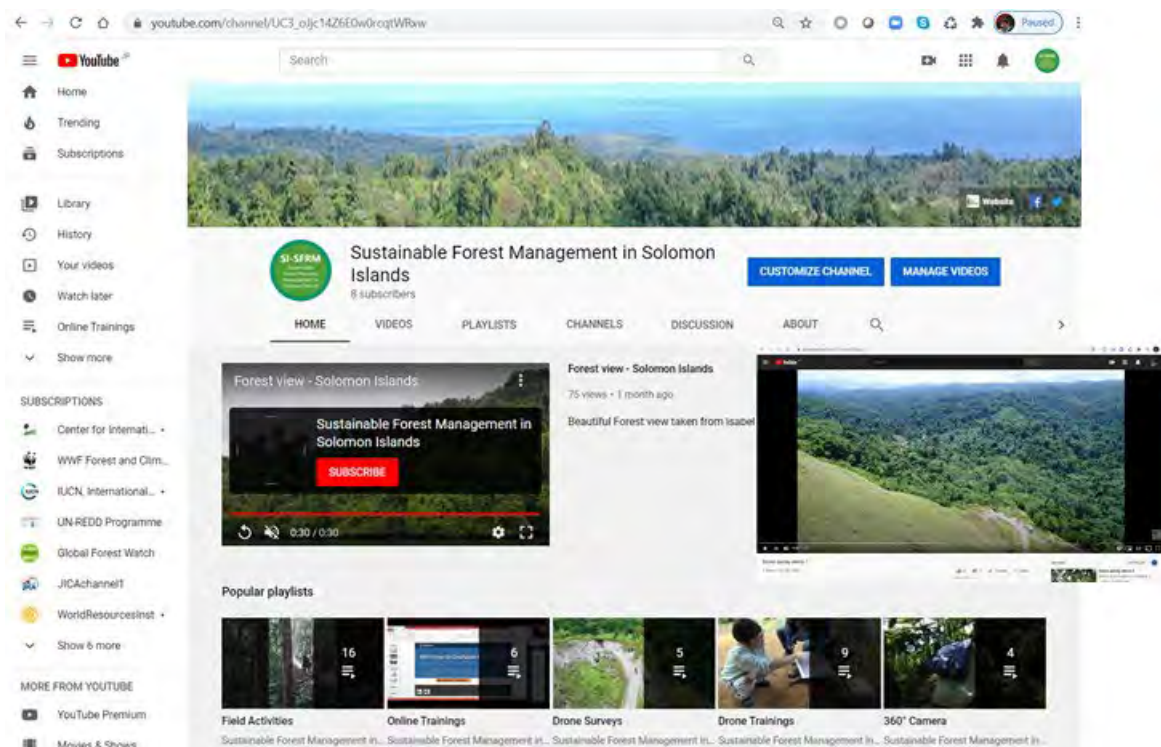 youtube.com/channel/
Paused
YouTube JP
Search
Home
Trending
Subscriptions
Library
History
Your videos
Watch later
Online Trainings
Show more
SUBSCRIPTIONS
Center for Internati...
WWF Forest and Clim...
IUCN, International...
UN-REDD Programme
Global Forest Watch
JICAchannel1
WorldResourcesInst
Show 6 more
MORE FROM YOUTUBE
YouTube Premium
Movies & Shows
Website
SI-SFRM
Sustainable Forest Management in Solomon
Islands
CUSTOMIZE CHANNEL
MANAGE VIDEOS
HOME
VIDEOS
PLAYLISTS
CHANNELS
DISCUSSION
ABOUT
Forest view - Solomon Islands
Sustainable Forest Management in
Solomon Islands
SUBSCRIBE
0:30 / 0:30
Forest view - Solomon Islands
75 views • 1 month ago
Beautiful Forest view taken from Isabel
Popular playlists
16
6
5
9
4
Field Activities
Online Trainings
Drone Surveys
Drone Trainings
360° Camera
Sustainable Forest Management in...
Sustainable Forest Management in...
Sustainable Forest Management in...
Sustainable Forest Management in...
Sustainable Forest Management in...